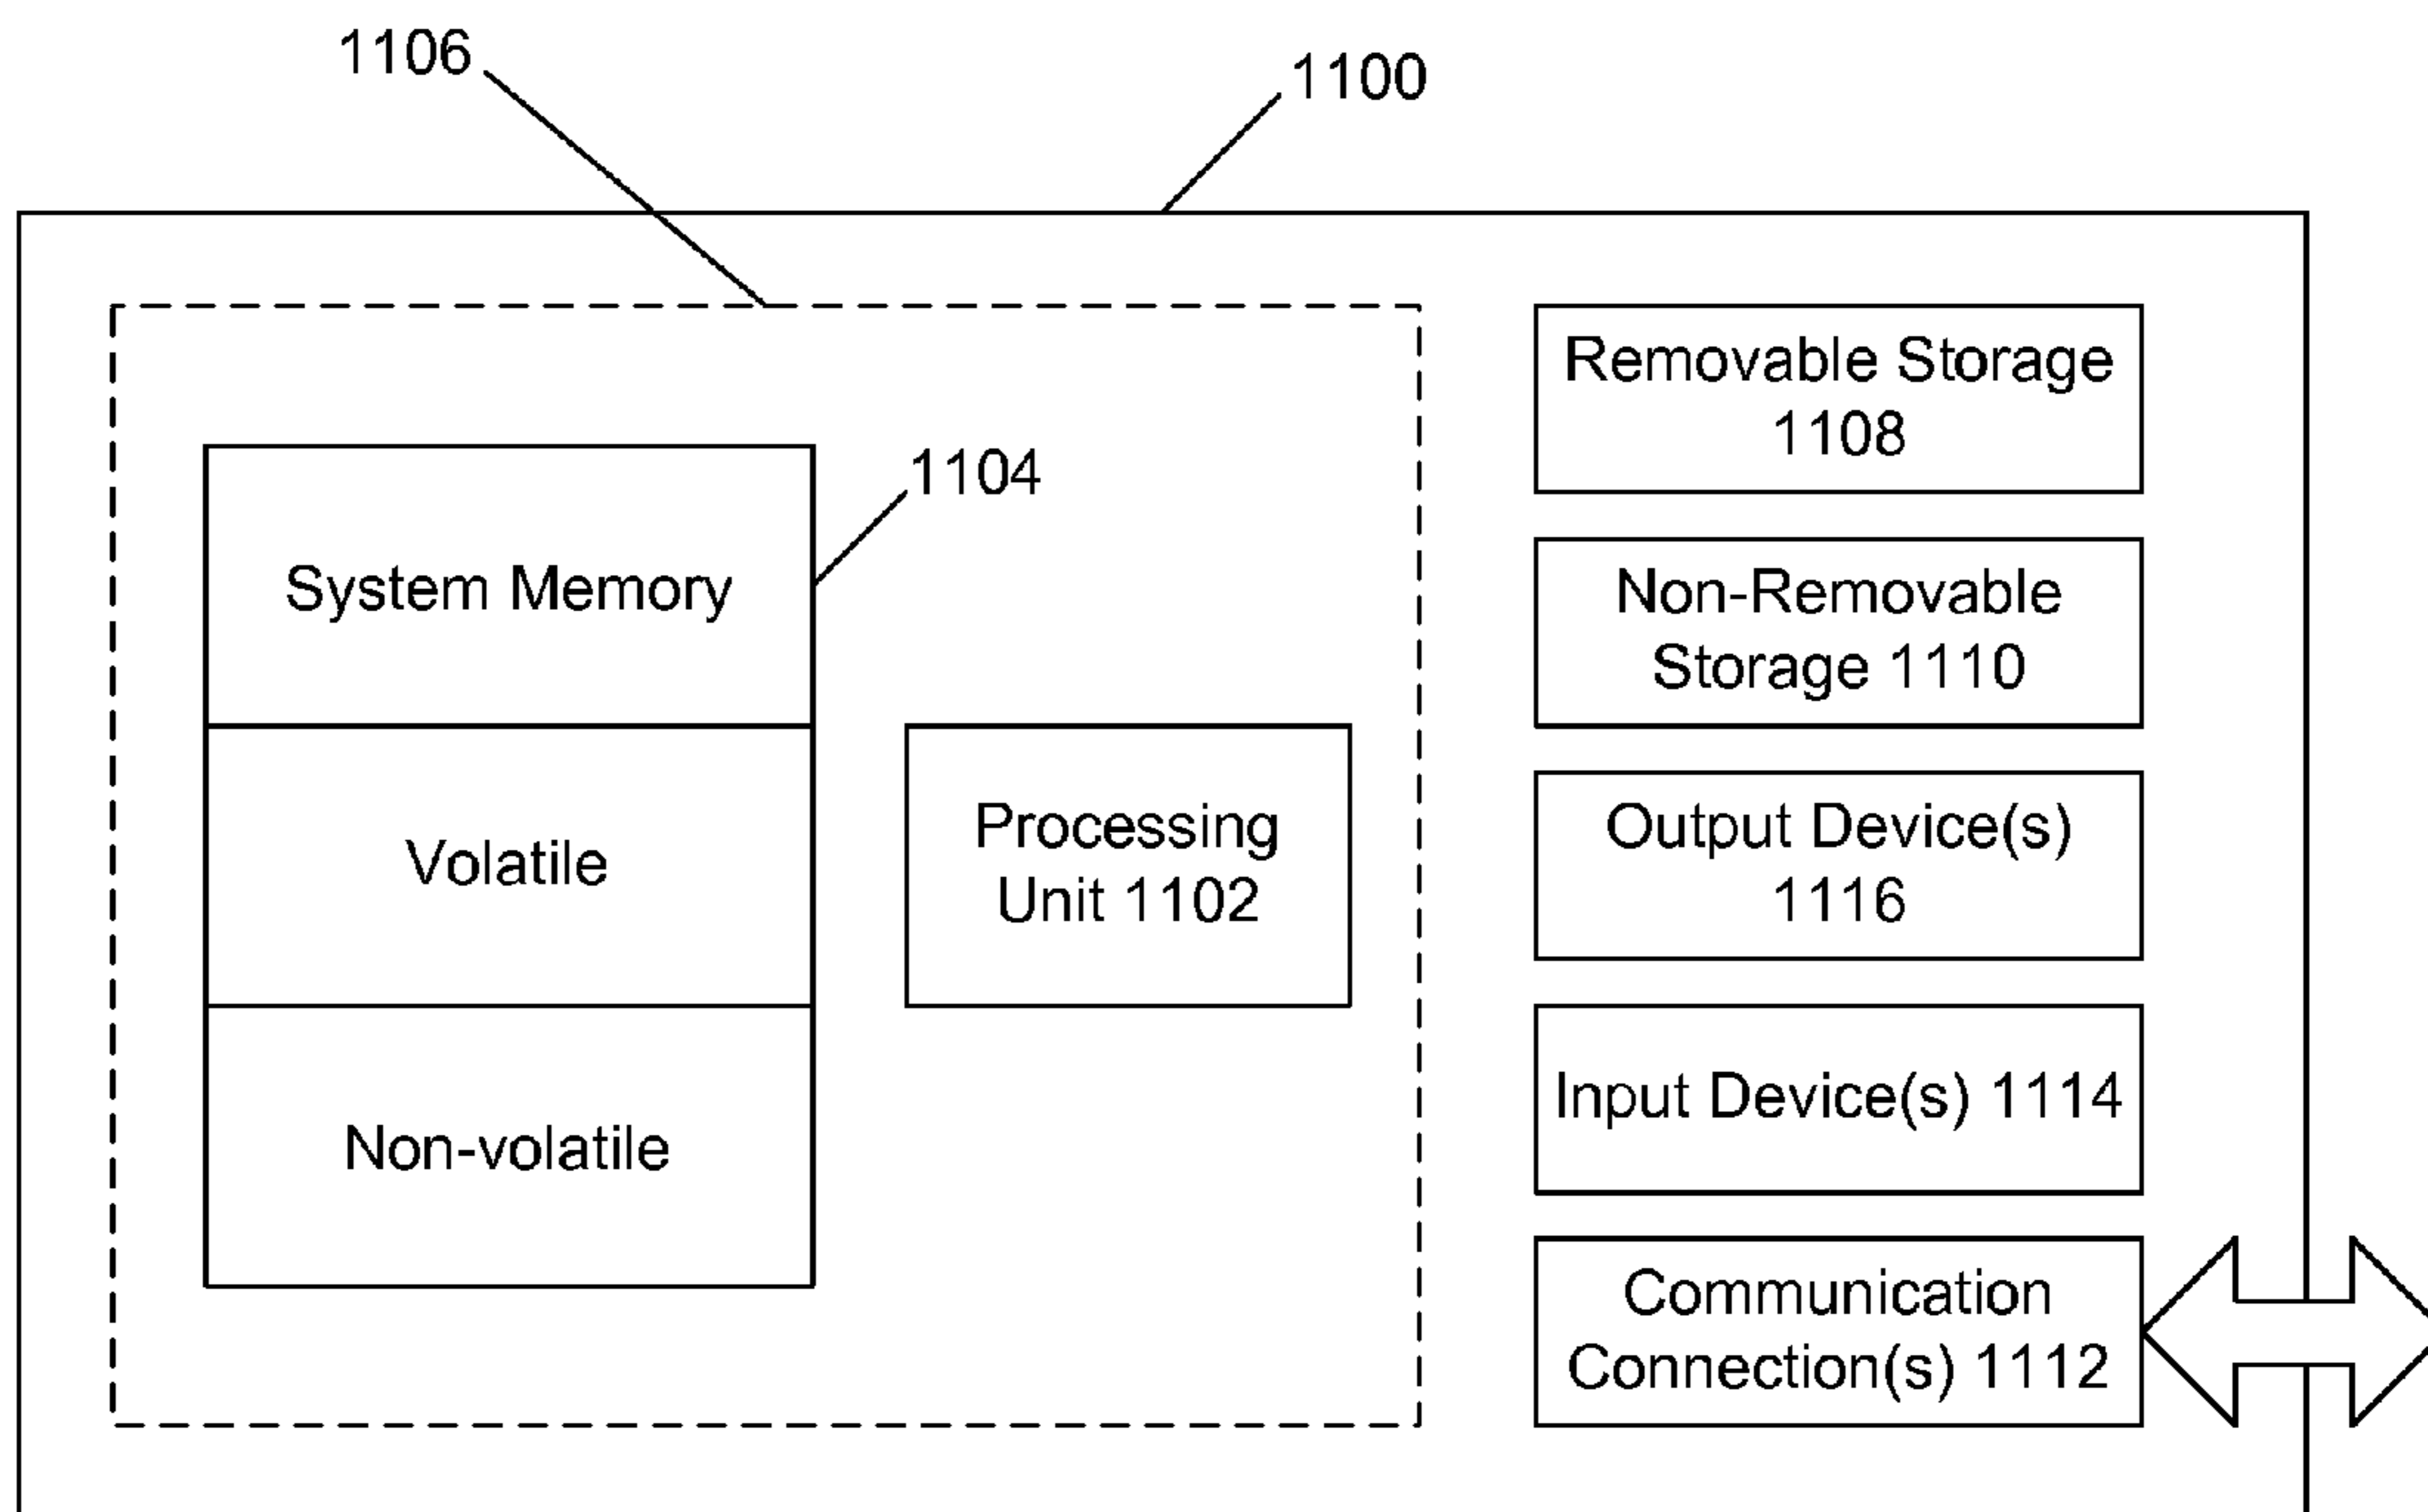 1106
1100
1104
System Memory
Volatile
Non-volatile
Processing
Unit 1102
Removable Storage
1108
Non-Removable
Storage 1110
Output Device(s)
1116
Input Device(s) 1114
Communication
Connection(s) 1112